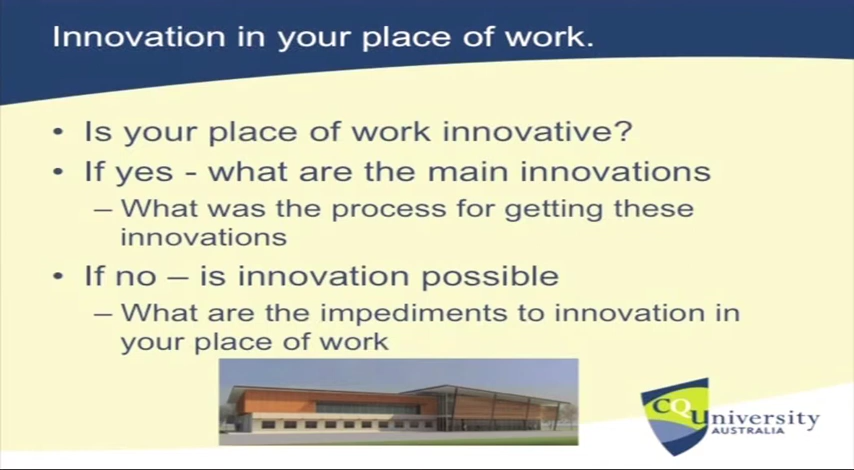 Innovation in your place of work.
• Is your place of work innovative?
• If yes - what are the main innovations
– What was the process for getting these
innovations
• If no – is innovation possible
– What are the impediments to innovation in
your place of work
CQUniversity
AUSTRALIA